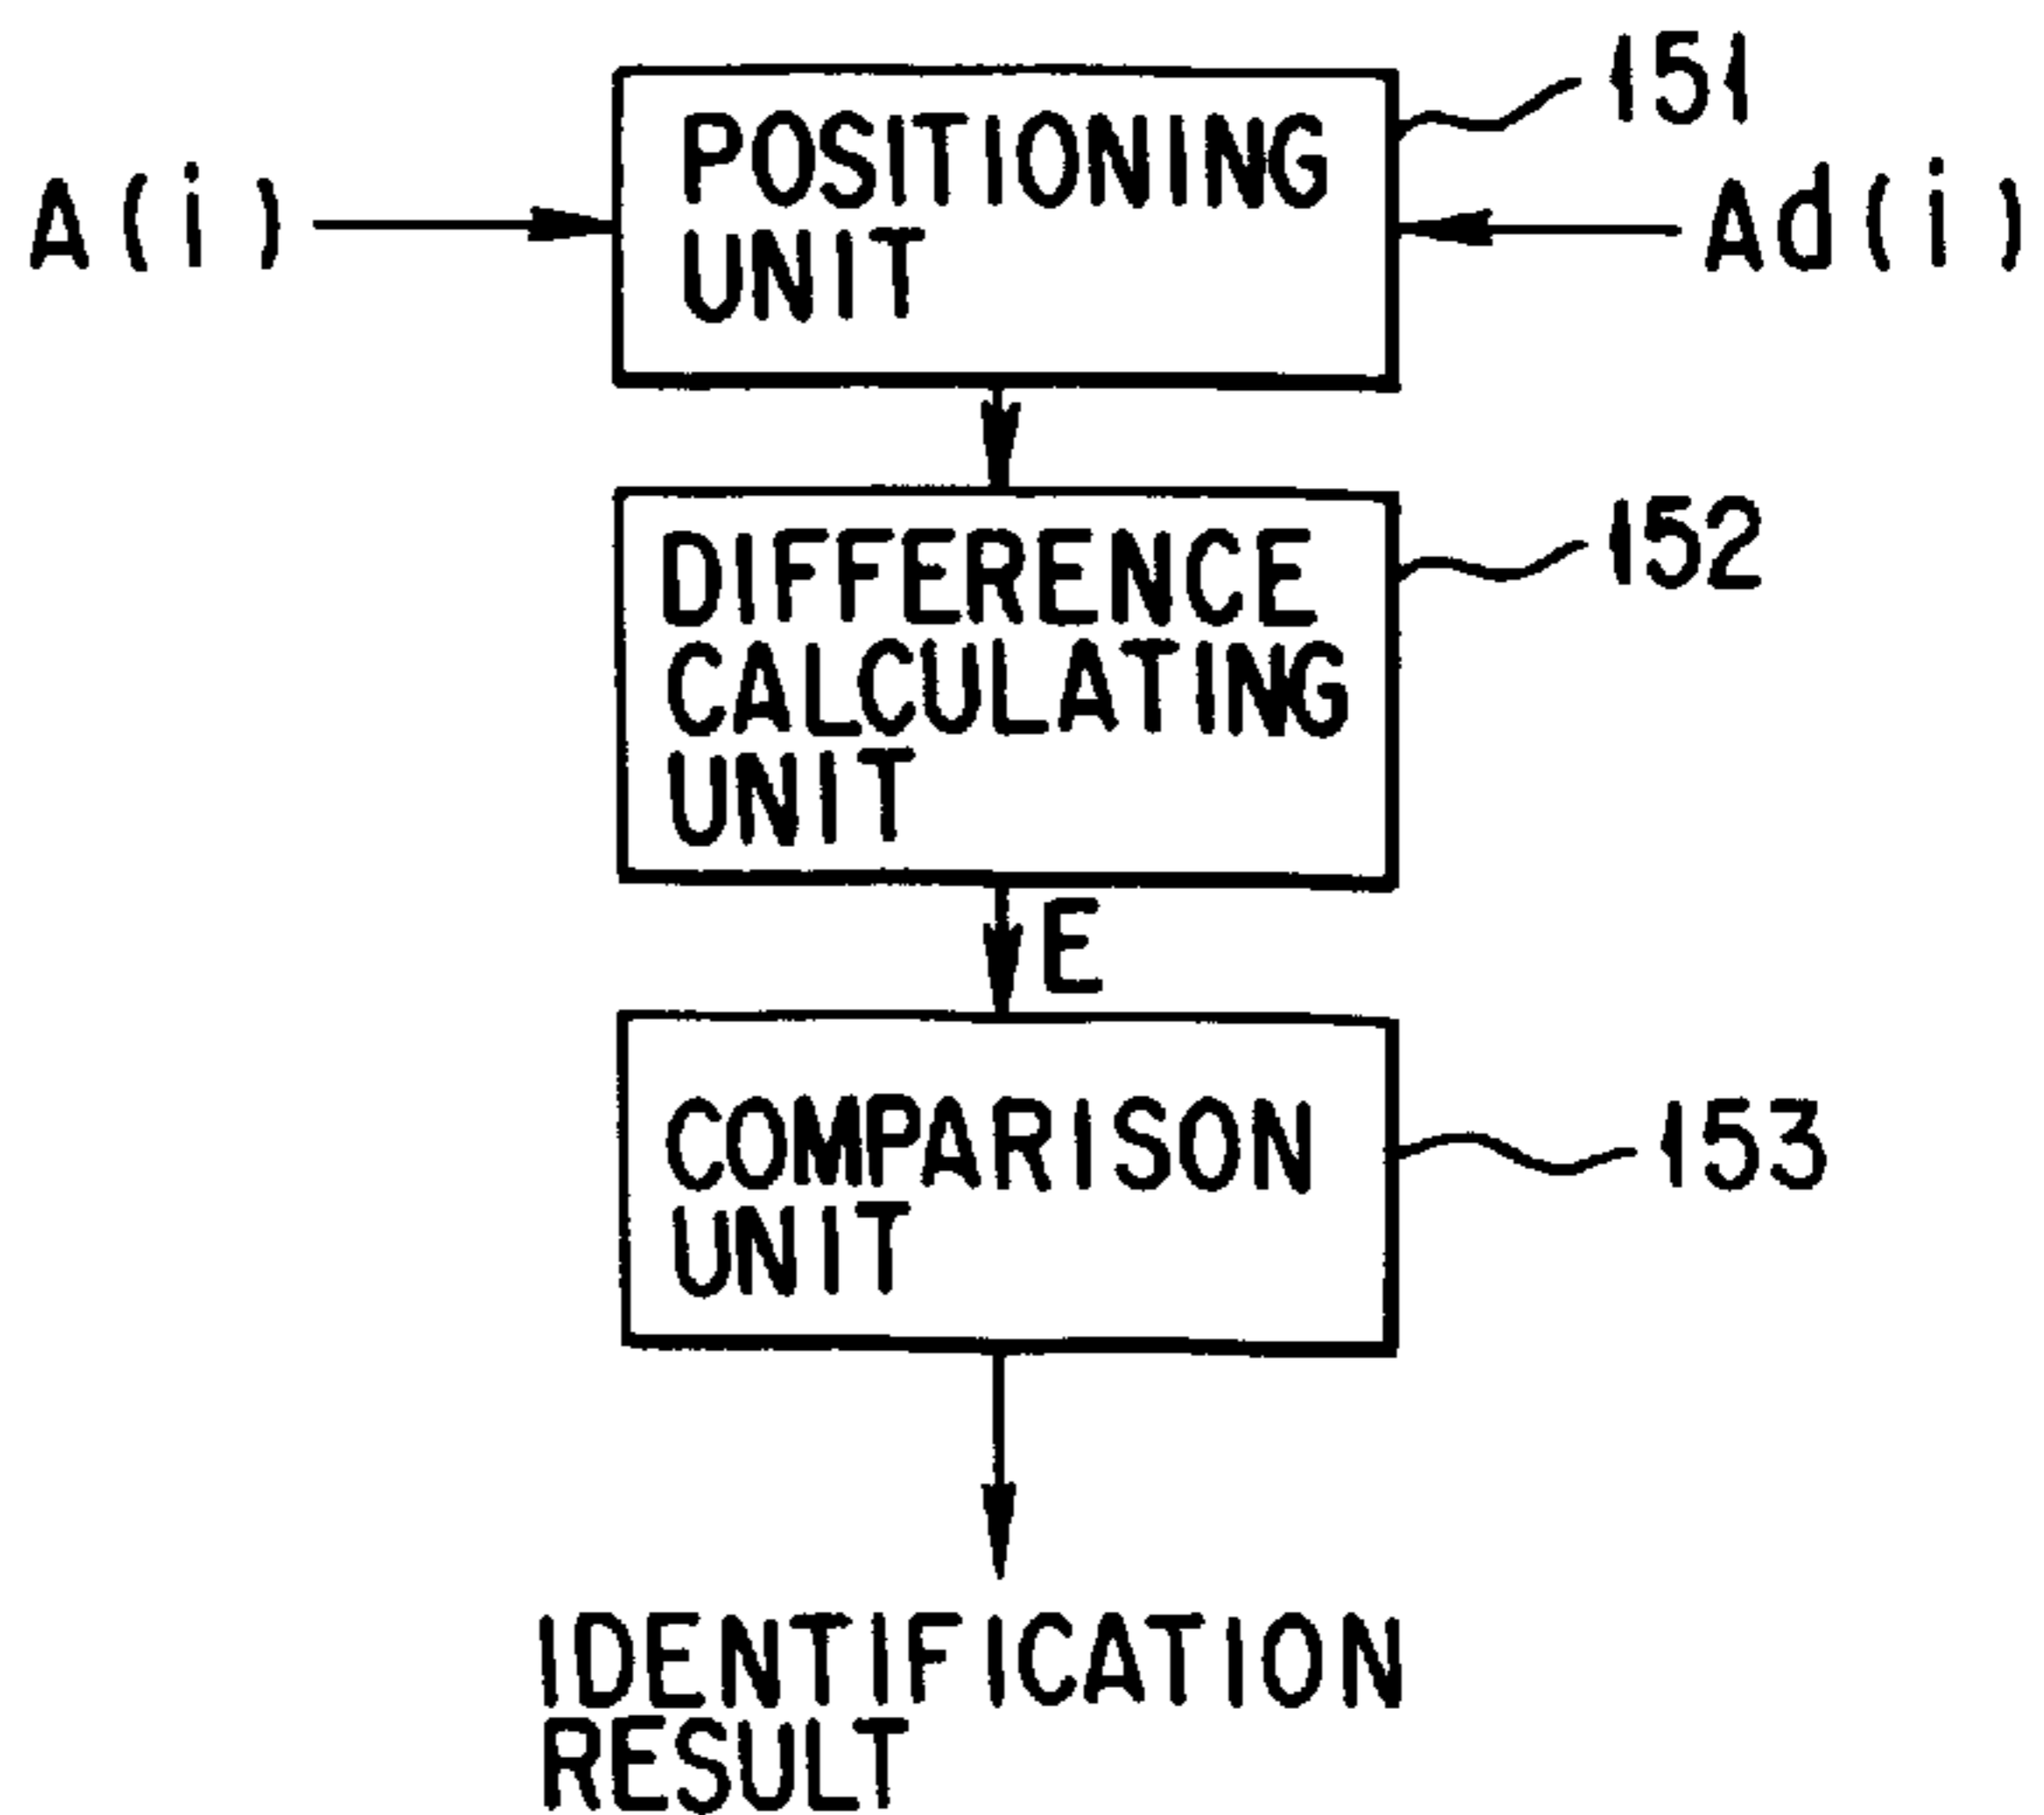 151
POSITIONING
UNIT
A(i)
Ad(i)
152
DIFFERENCE
CALCULATING
UNIT
E
153
COMPARISON
UNIT
IDENTIFICATION
RESULT